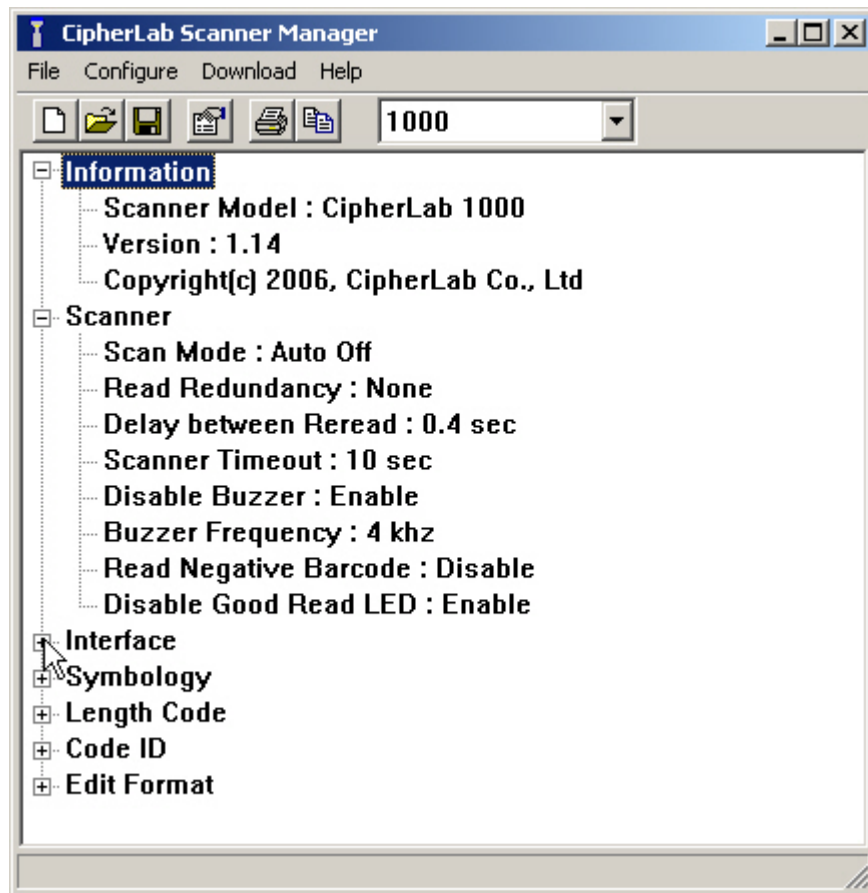 CipherLab Scanner Manager
File Configure Download Help
1000
Information
Scanner Model : CipherLab 1000
Version : 1.14
Copyright(c) 2006, CipherLab Co., Ltd
Scanner
Scan Mode : Auto Off
Read Redundancy : None
Delay between Reread : 0.4 sec
Scanner Timeout : 10 sec
Disable Buzzer : Enable
Buzzer Frequency : 4 khz
Read Negative Barcode : Disable
Disable Good Read LED : Enable
Interface
Symbology
Length Code
Code ID
Edit Format